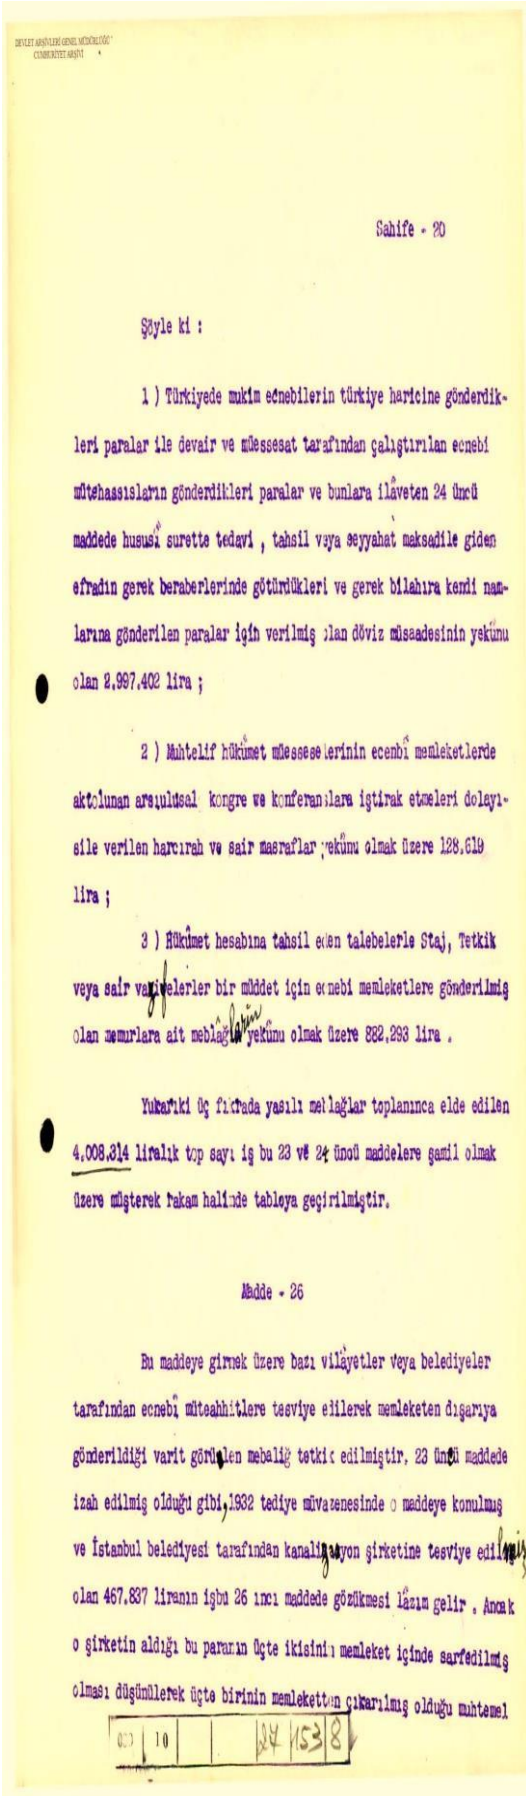 DEVLET ARŞİVLERİ GENEL MÜDÜRLÜĞÜ
CUMHURİYET ARŞİVİ
Sahife - 20
Şöyle ki :
1 ) Türkiyede mukim ecnebilerin türkiye haricine gönderdik-
leri paralar ile devair ve müessesat tarafından çalıştırılan ecnebi
mütehassısların gönderdikleri paralar ve bunlara ilâveten 24 üncü
maddede hususî surette tedavi , tahsil veya seyyahat maksadile giden
efradın gerek beraberlerinde götürdükleri ve gerek bilahıra kendi nam-
larına gönderilen paralar için verilmiş olan döviz müsaadesinin yekûnu
olan 2.997.402 lira ;
2 ) Muhtelif hükûmet müesseselerinin ecenbî memleketlerde
aktolunan arsıulusal kongre ve konferanslara iştirak etmeleri dolayı-
sile verilen harcırah ve sair masraflar yekûnu olmak üzere 128.619
lira ;
3 ) Hükûmet hesabına tahsil eden talebelerle Staj, Tetkik
veya sair vazifelerler bir müddet için ecnebi memleketlere gönderilmiş
olan memurlara ait meblâğların yekûnu olmak üzere 882.293 lira .
Yukarıki üç fıkrada yasılı meblağlar toplanınca elde edilen
4.008.314 liralık top sayı iş bu 23 ve 24 üncü maddelere şamil olmak
üzere müşterek rakam halinde tabloya geçirilmiştir.
Madde - 26
Bu maddeye girmek üzere bazı vilâyetler veya belediyeler
tarafından ecnebî müteahhitlere tesviye edilerek memleketen dışarıya
gönderildiği varit görülen mebaliğ tetkik edilmiştir. 23 üncü maddede
izah edilmiş olduğu gibi, 1932 tediye müvazenesinde o maddeye konulmuş
ve İstanbul belediyesi tarafından kanalizasyon şirketine tesviye edilmiş
olan 467.837 liranın işbu 26 ıncı maddede gözükmesi lâzım gelir . Ancak
o şirketin aldığı bu paranın üçte ikisinin memleket içinde sarfedilmiş
olması düşünülerek üçte birinin memleketten çıkarılmış olduğu muhtemel
10 27 153 8